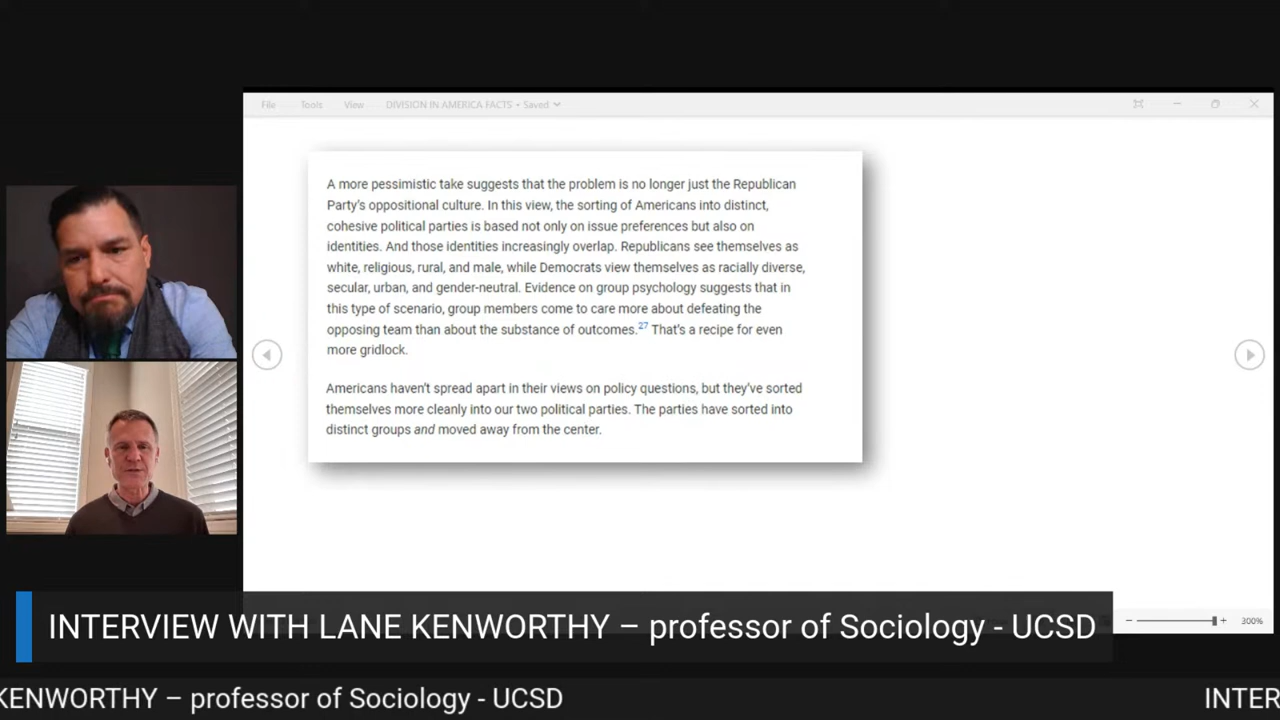 File Tools View DIVISION IN AMERICA FACTS • Saved
A more pessimistic take suggests that the problem is no longer just the Republican
Party's oppositional culture. In this view, the sorting of Americans into distinct,
cohesive political parties is based not only on issue preferences but also on
identities. And those identities increasingly overlap. Republicans see themselves as
white, religious, rural, and male, while Democrats view themselves as racially diverse,
secular, urban, and gender-neutral. Evidence on group psychology suggests that in
this type of scenario, group members come to care more about defeating the
opposing team than about the substance of outcomes.27 That's a recipe for even
more gridlock.
Americans haven't spread apart in their views on policy questions, but they've sorted
themselves more cleanly into our two political parties. The parties have sorted into
distinct groups and moved away from the center.
INTERVIEW WITH LANE KENWORTHY – professor of Sociology - UCSD
300%
KENWORTHY – professor of Sociology - UCSD INTER